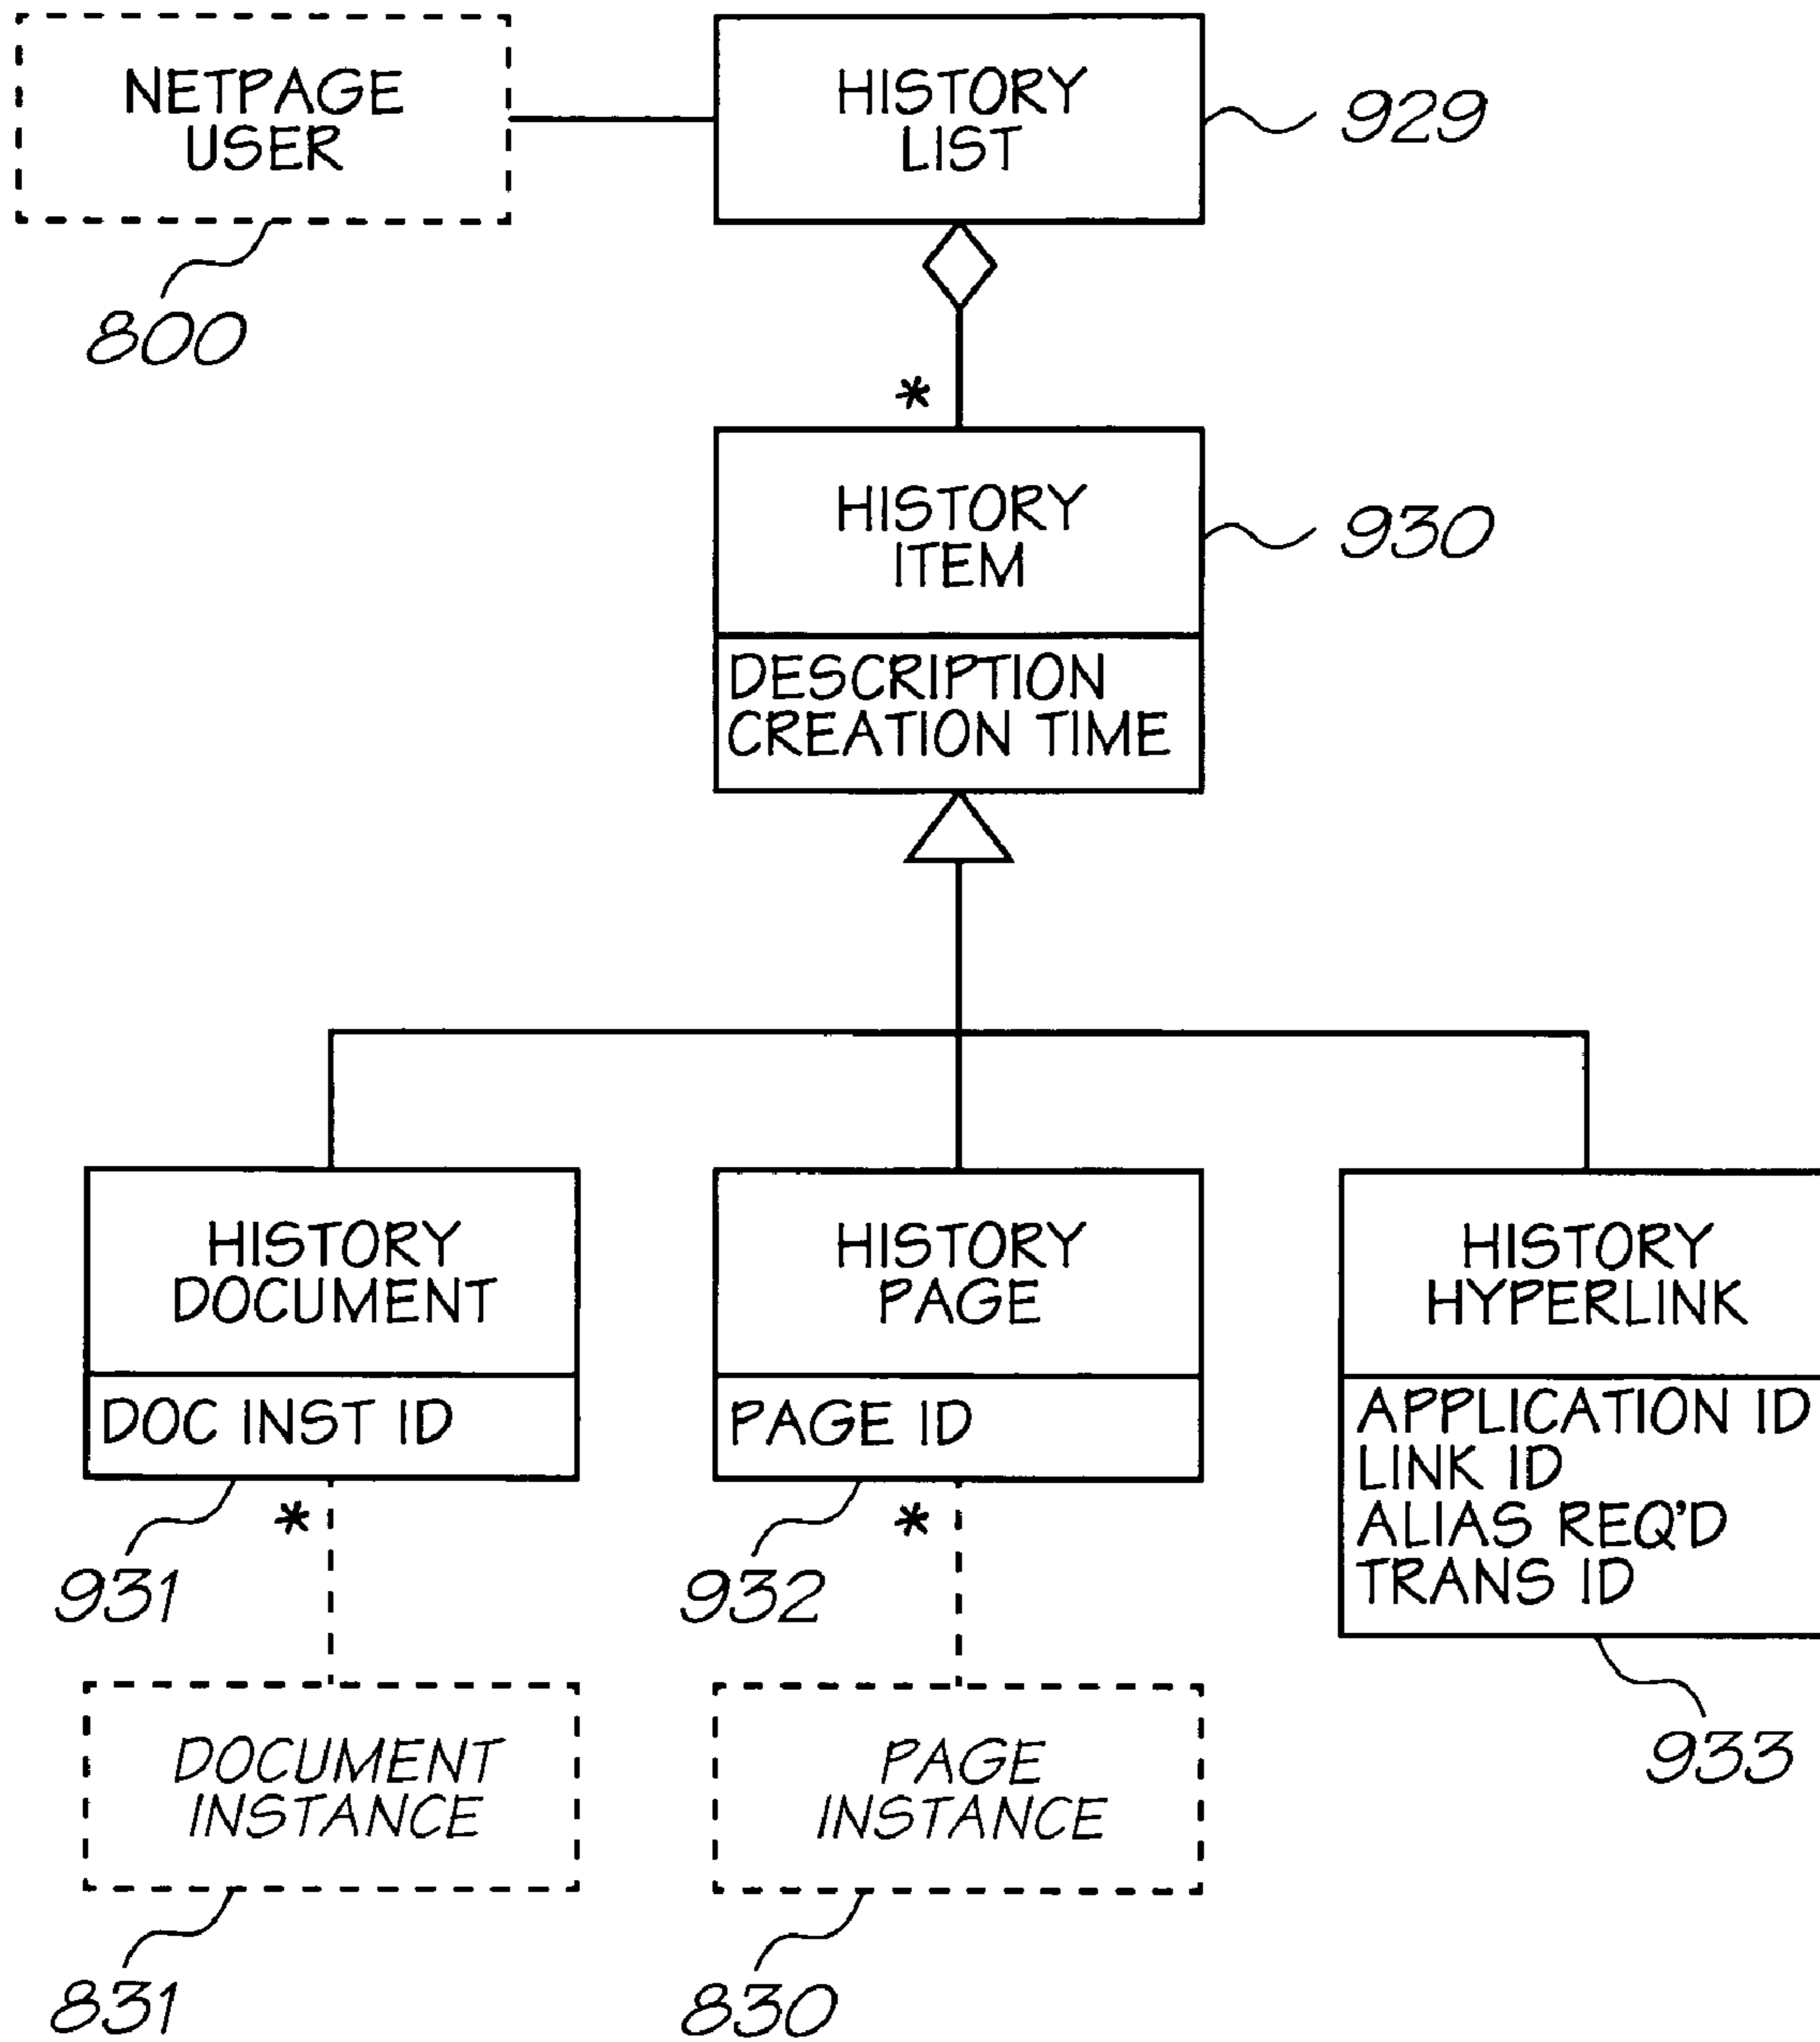 NETPAGE
USER
HISTORY
LIST
929
800
*
HISTORY
ITEM
930
DESCRIPTION
CREATION TIME
HISTORY
DOCUMENT
DOC INST ID
HISTORY
PAGE
PAGE ID
HISTORY
HYPERLINK
APPLICATION ID
LINK ID
ALIAS REQ'D
TRANS ID
*
*
931
932
933
DOCUMENT
INSTANCE
PAGE
INSTANCE
831
830